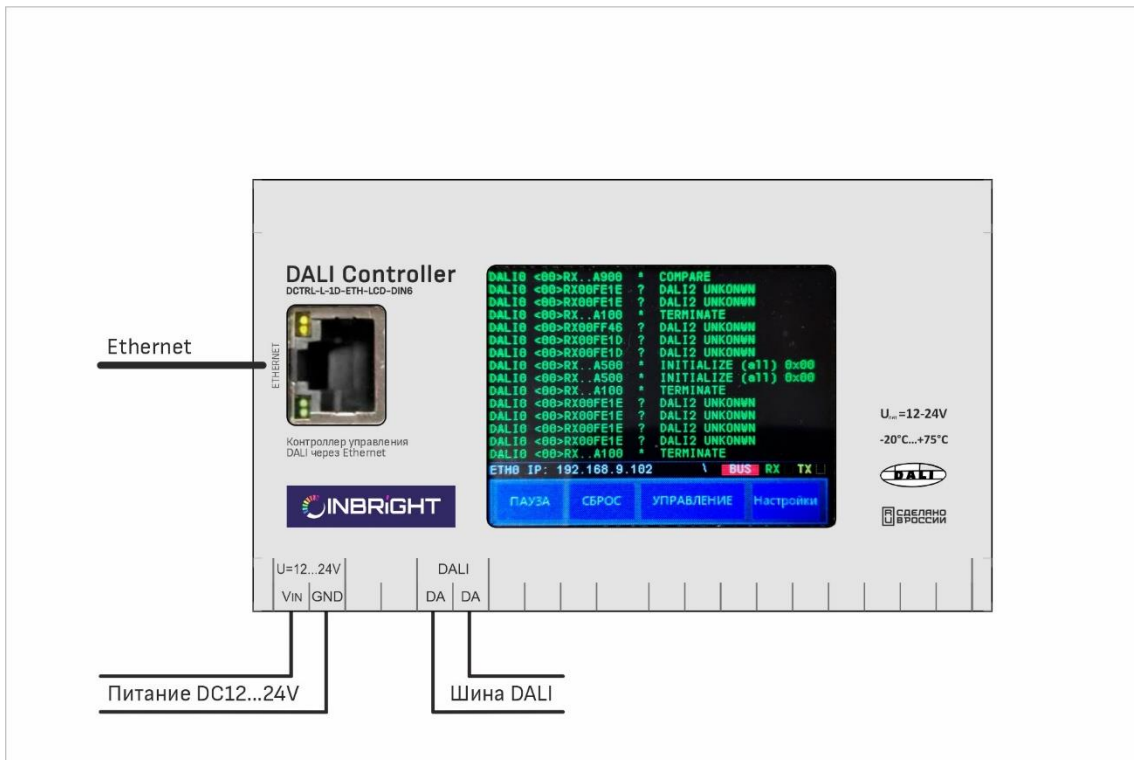 DALI Controller
DCTRL-L-1D-ETH-LCD-DIN6
Ethernet
ETHERNET
Контроллер управления
DALI через Ethernet
INBRIGHT
DALI0 <00>RX..A900 * COMPARE
DALI0 <00>RX00FE1E ? DALI2 UNKONWN
DALI0 <00>RX00FE1E ? DALI2 UNKONWN
DALI0 <00>RX..A100 * TERMINATE
DALI0 <00>RX00FF46 ? DALI2 UNKONWN
DALI0 <00>RX00FE1D ? DALI2 UNKONWN
DALI0 <00>RX00FE1D ? DALI2 UNKONWN
DALI0 <00>RX..A500 * INITIALIZE (all) 0x00
DALI0 <00>RX..A500 * INITIALIZE (all) 0x00
DALI0 <00>RX..A100 * TERMINATE
DALI0 <00>RX00FE1E ? DALI2 UNKONWN
DALI0 <00>RX00FE1E ? DALI2 UNKONWN
DALI0 <00>RX00FE1E ? DALI2 UNKONWN
DALI0 <00>RX00FE1E ? DALI2 UNKONWN
DALI0 <00>RX..A100 * TERMINATE
ETH0 IP: 192.168.9.102 \ BUS RX TX
ПАУЗА СБРОС УПРАВЛЕНИЕ Настройки
=12-24V
-20°C...+75°C
DALI
СДЕЛАНО
В РОССИИ
U=12...24V DALI
VIN GND DA DA
Питание DC12...24V
Шина DALI